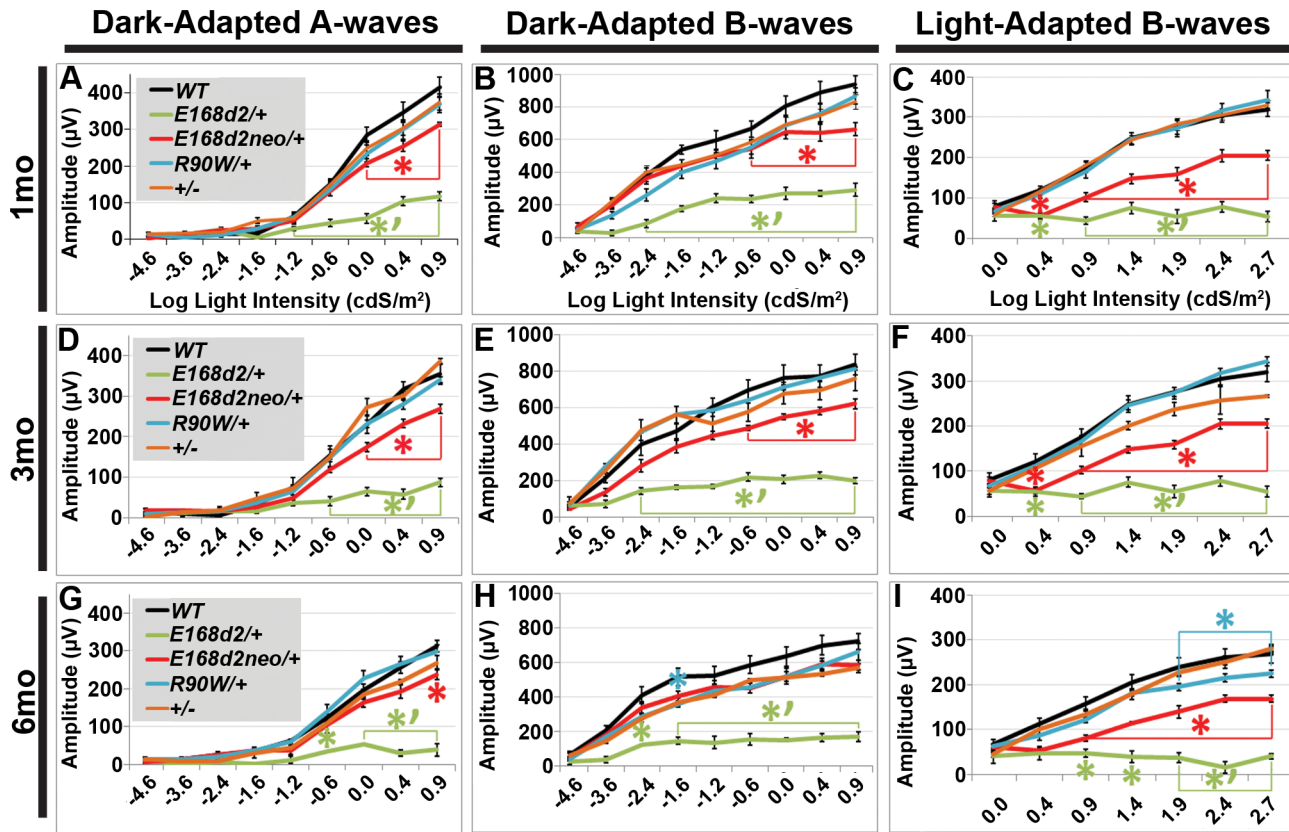 Dark-Adapted A-waves
Dark-Adapted B-waves
Light-Adapted B-waves
1mo
A
Amplitude (µV)
400
300
200
100
0
WT
E168d2/+
E168d2neo/+
R90W/+
+/-
*
*’
-4.6 -3.6 -2.4 -1.6 -1.2 -0.6 0.0 0.4 0.9
Log Light Intensity (cdS/m²)
B
Amplitude (µV)
1000
800
600
400
200
0
*
*’
-4.6 -3.6 -2.4 -1.6 -1.2 -0.6 0.0 0.4 0.9
Log Light Intensity (cdS/m²)
C
Amplitude (µV)
400
300
200
100
0
*
*
*
*’
0.0 0.4 0.9 1.4 1.9 2.4 2.7
Log Light Intensity (cdS/m²)
3mo
D
Amplitude (µV)
400
300
200
100
0
WT
E168d2/+
E168d2neo/+
R90W/+
+/-
*
*’
-4.6 -3.6 -2.4 -1.6 -1.2 -0.6 0.0 0.4 0.9
E
Amplitude (µV)
1000
800
600
400
200
0
*
*’
-4.6 -3.6 -2.4 -1.6 -1.2 -0.6 0.0 0.4 0.9
F
Amplitude (µV)
400
300
200
100
0
*
*
*
*’
0.0 0.4 0.9 1.4 1.9 2.4 2.7
6mo
G
Amplitude (µV)
400
300
200
100
0
WT
E168d2/+
E168d2neo/+
R90W/+
+/-
*
*’
*
-4.6 -3.6 -2.4 -1.6 -1.2 -0.6 0.0 0.4 0.9
H
Amplitude (µV)
1000
800
600
400
200
0
*
*
*’
-4.6 -3.6 -2.4 -1.6 -1.2 -0.6 0.0 0.4 0.9
I
Amplitude (µV)
400
300
200
100
0
*
*
*
*
*’
0.0 0.4 0.9 1.4 1.9 2.4 2.7